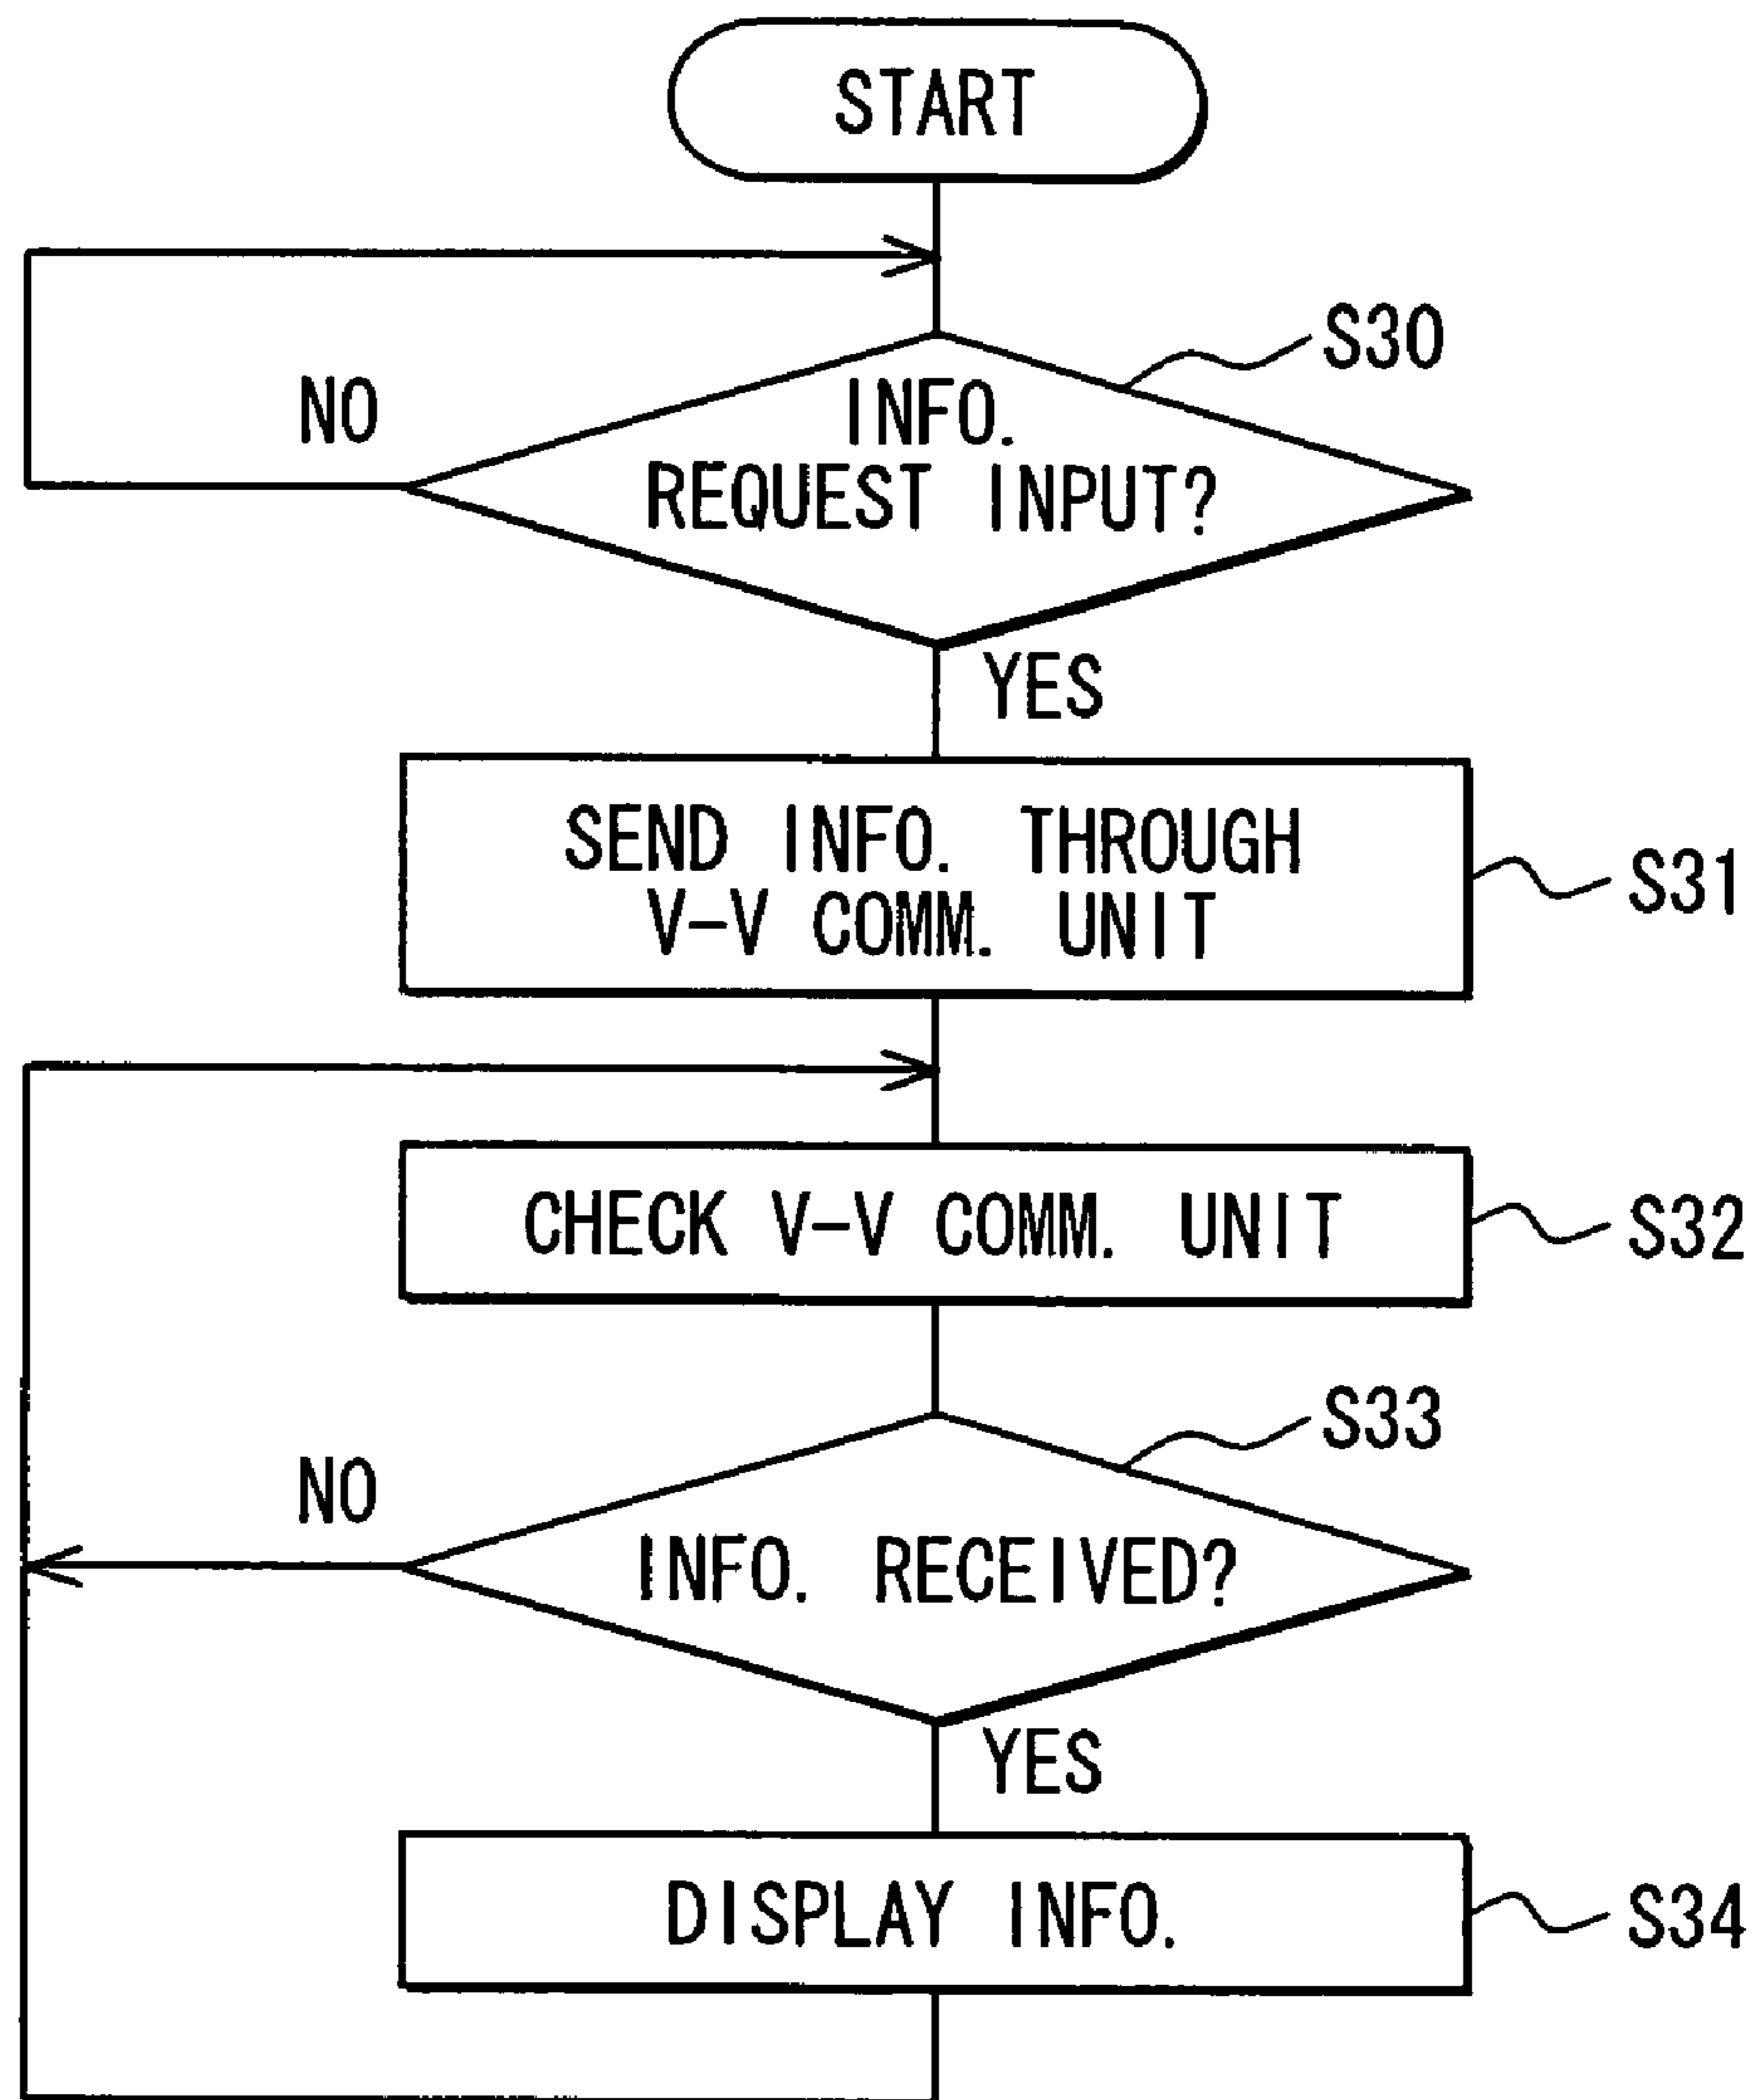 START
S30
NO
INFO.
REQUEST INPUT?
YES
SEND INFO. THROUGH
V-V COMM. UNIT
S31
CHECK V-V COMM. UNIT
S32
S33
NO
INFO. RECEIVED?
YES
DISPLAY INFO.
S34